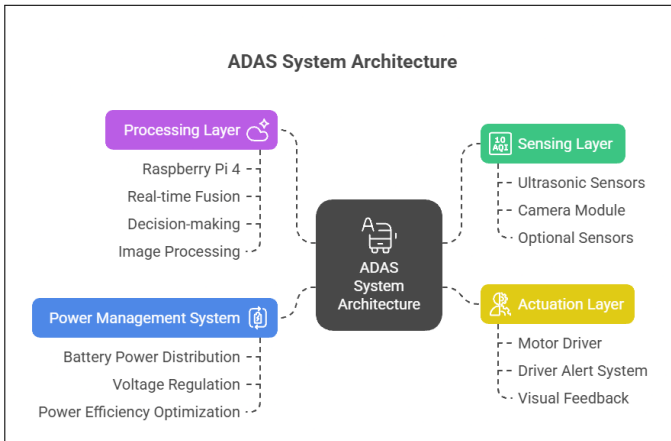 ADAS System Architecture
Processing Layer
Raspberry Pi 4
Real-time Fusion
Decision-making
Image Processing
10
AQI
Sensing Layer
Ultrasonic Sensors
Camera Module
Optional Sensors
A
ADAS
System
Architecture
Power Management System
Battery Power Distribution
Voltage Regulation
Power Efficiency Optimization
Actuation Layer
Motor Driver
Driver Alert System
Visual Feedback